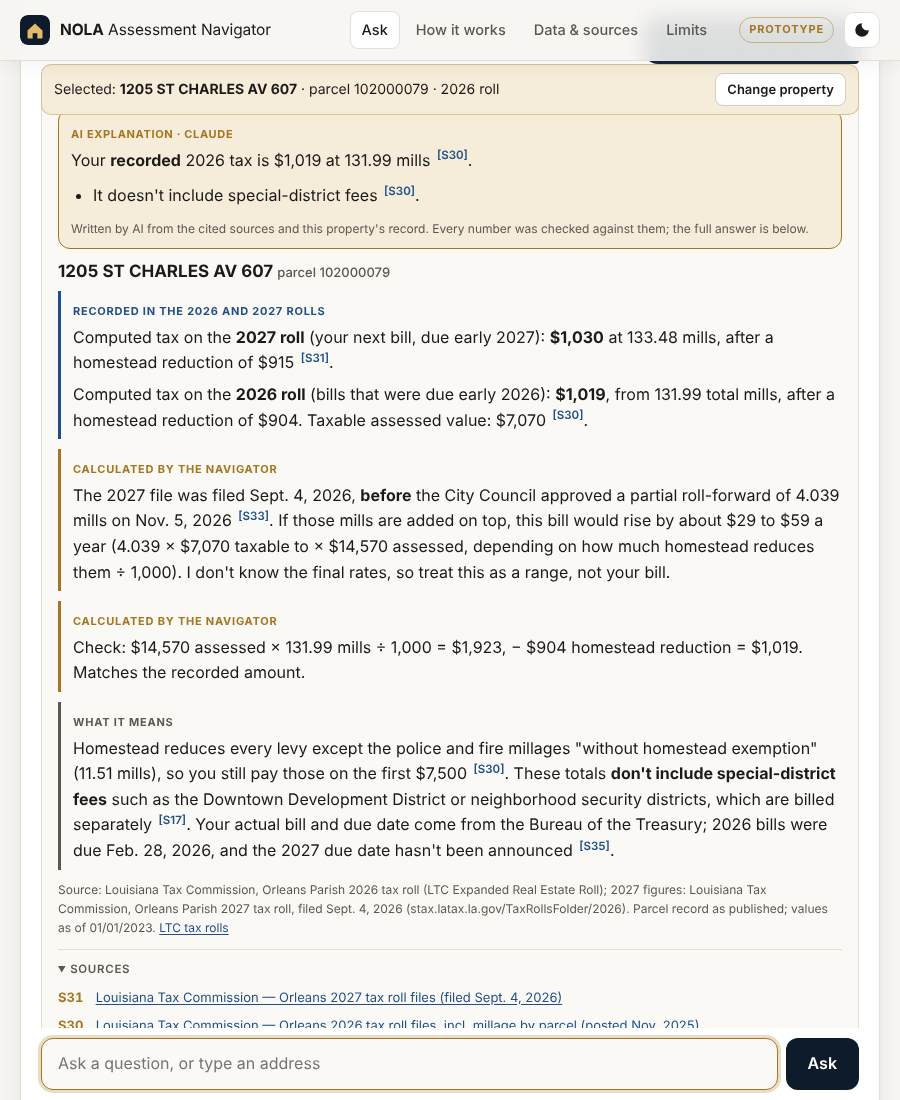 NOLA Assessment Navigator
Ask
How it works
Data & sources
Limits
PROTOTYPE
Selected: 1205 ST CHARLES AV 607 · parcel 102000079 · 2026 roll
Change property
AI EXPLANATION · CLAUDE
Your recorded 2026 tax is $1,019 at 131.99 mills [S30].
• It doesn't include special-district fees [S30].
Written by AI from the cited sources and this property's record. Every number was checked against them; the full answer is below.
1205 ST CHARLES AV 607 parcel 102000079
RECORDED IN THE 2026 AND 2027 ROLLS
Computed tax on the 2027 roll (your next bill, due early 2027): $1,030 at 133.48 mills, after a
homestead reduction of $915 [S31].
Computed tax on the 2026 roll (bills that were due early 2026): $1,019, from 131.99 total mills, after a
homestead reduction of $904. Taxable assessed value: $7,070 [S30].
CALCULATED BY THE NAVIGATOR
The 2027 file was filed Sept. 4, 2026, before the City Council approved a partial roll-forward of 4.039
mills on Nov. 5, 2026 [S33]. If those mills are added on top, this bill would rise by about $29 to $59 a
year (4.039 × $7,070 taxable to × $14,570 assessed, depending on how much homestead reduces
them ÷ 1,000). I don't know the final rates, so treat this as a range, not your bill.
CALCULATED BY THE NAVIGATOR
Check: $14,570 assessed × 131.99 mills ÷ 1,000 = $1,923, − $904 homestead reduction = $1,019.
Matches the recorded amount.
WHAT IT MEANS
Homestead reduces every levy except the police and fire millages "without homestead exemption"
(11.51 mills), so you still pay those on the first $7,500 [S30]. These totals don't include special-district
fees such as the Downtown Development District or neighborhood security districts, which are billed
separately [S17]. Your actual bill and due date come from the Bureau of the Treasury; 2026 bills were
due Feb. 28, 2026, and the 2027 due date hasn't been announced [S35].
Source: Louisiana Tax Commission, Orleans Parish 2026 tax roll (LTC Expanded Real Estate Roll); 2027 figures: Louisiana Tax
Commission, Orleans Parish 2027 tax roll, filed Sept. 4, 2026 (stax.latax.la.gov/TaxRollsFolder/2026). Parcel record as published; values
as of 01/01/2023. LTC tax rolls
▼ SOURCES
S31 Louisiana Tax Commission — Orleans 2027 tax roll files (filed Sept. 4, 2026)
S30 Louisiana Tax Commission — Orleans 2026 tax roll files, incl. millage by parcel (posted Nov. 2025)
Ask a question, or type an address
Ask